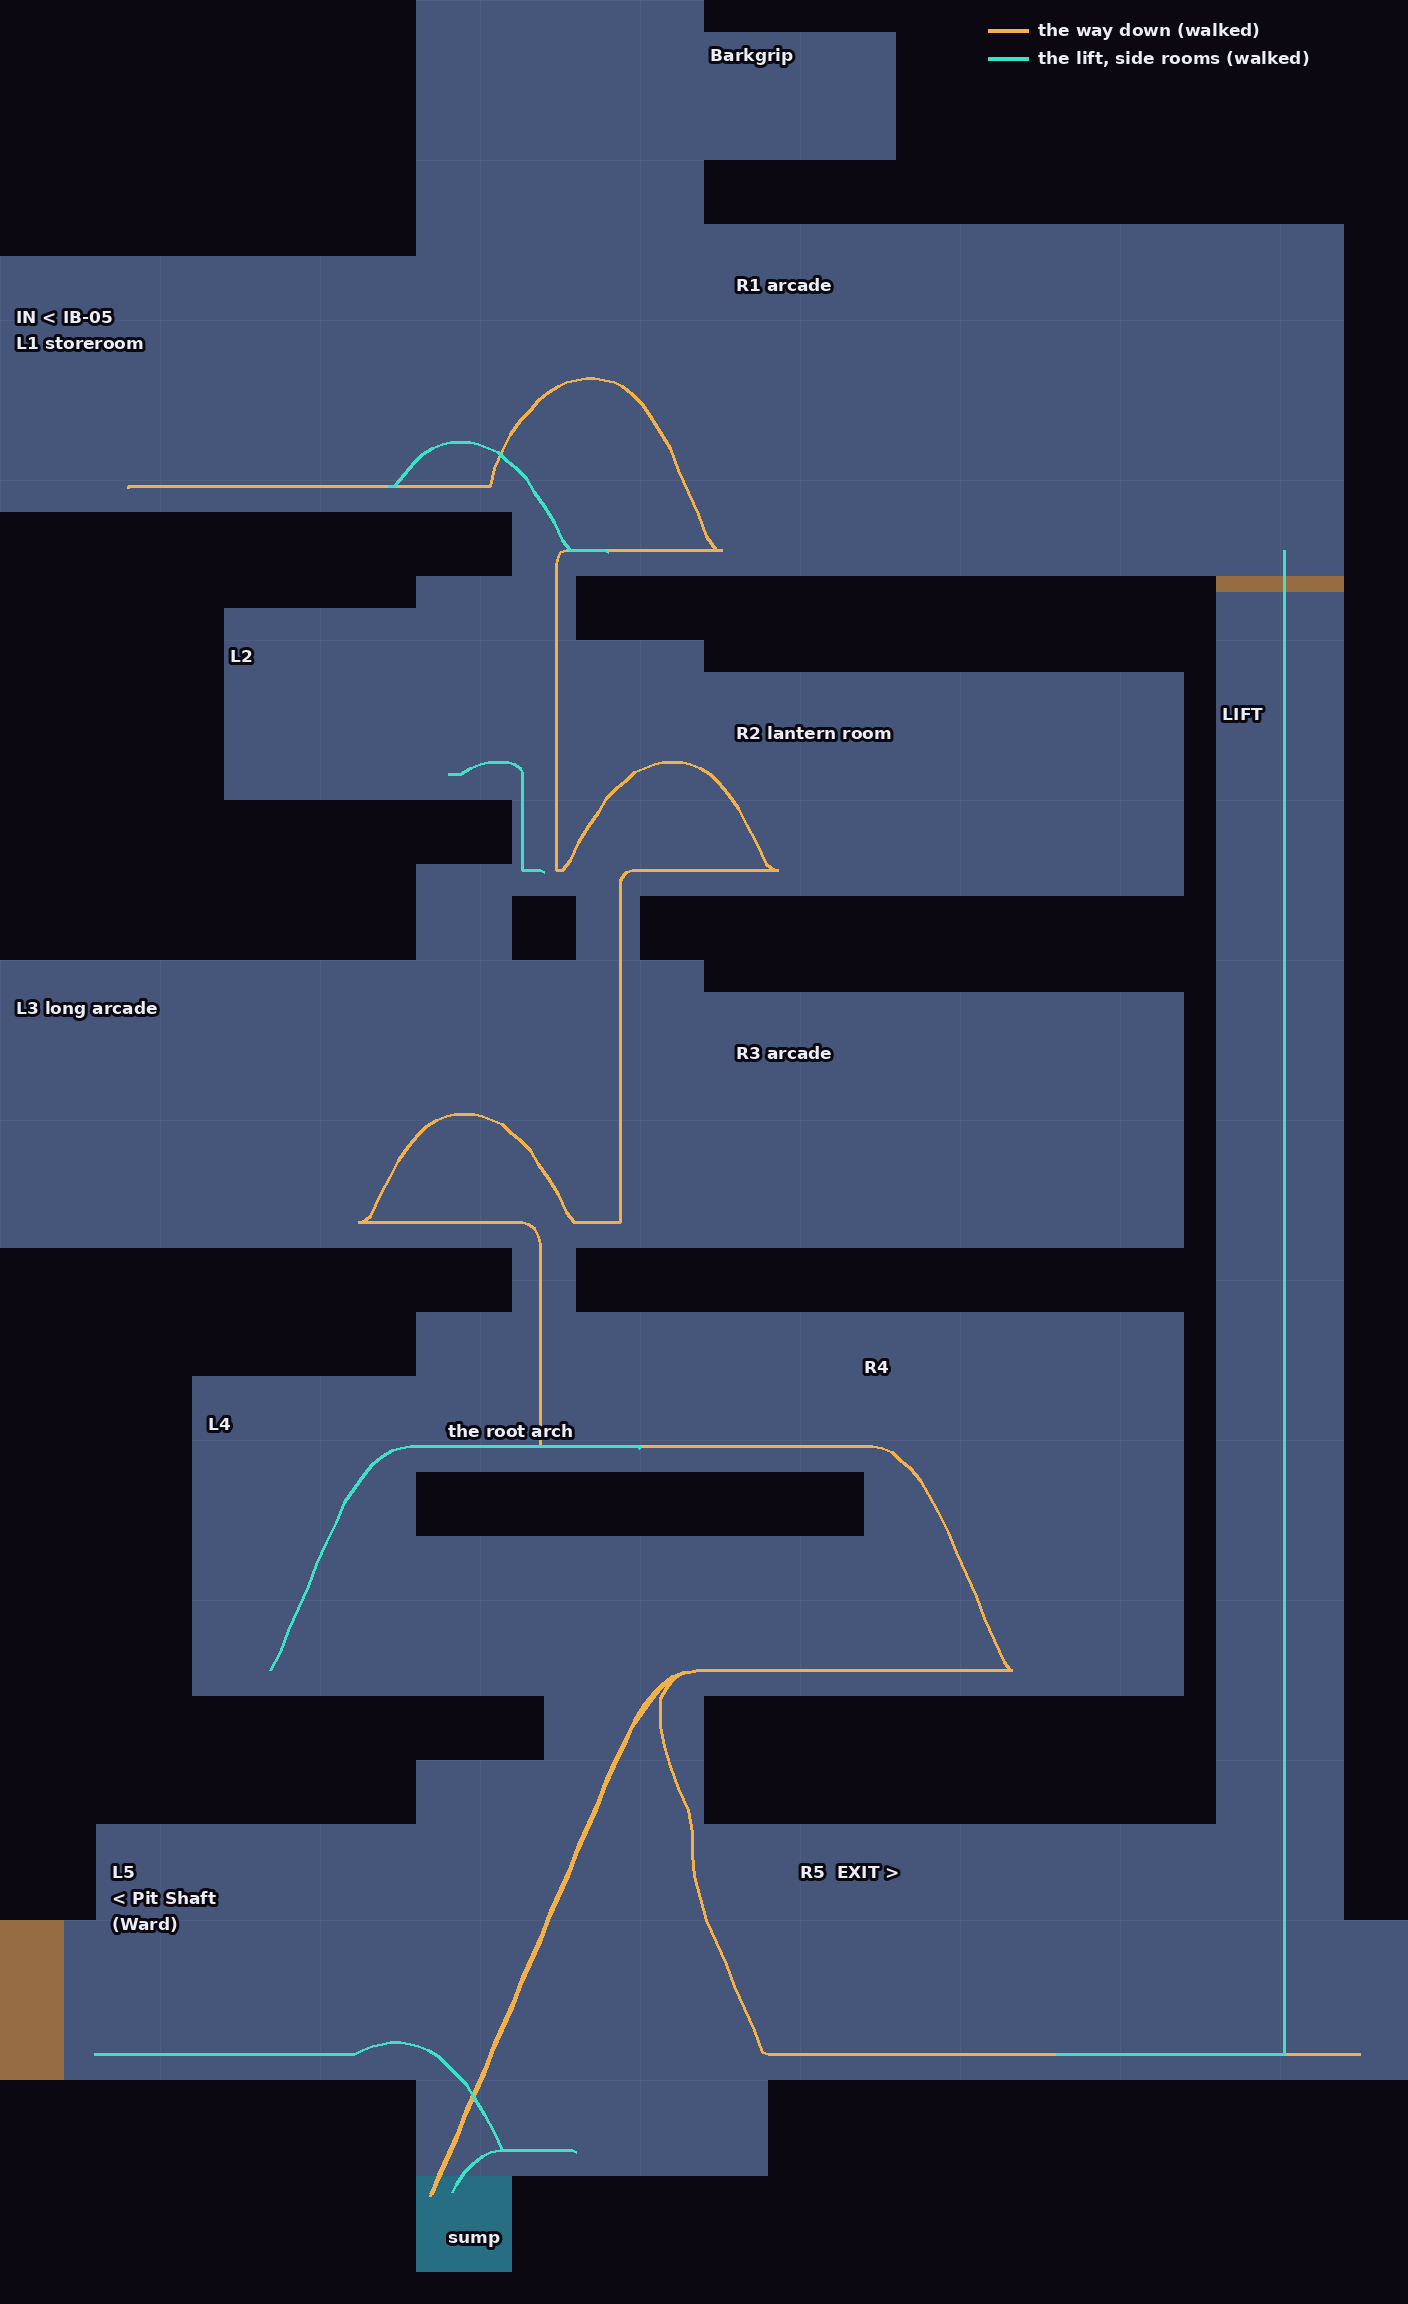 the way down (walked)
the lift, side rooms (walked)
Barkgrip
R1 arcade
IN < IB-05
L1 storeroom
L2
R2 lantern room
LIFT
L3 long arcade
R3 arcade
R4
L4
the root arch
L5
< Pit Shaft
(Ward)
R5  EXIT >
sump